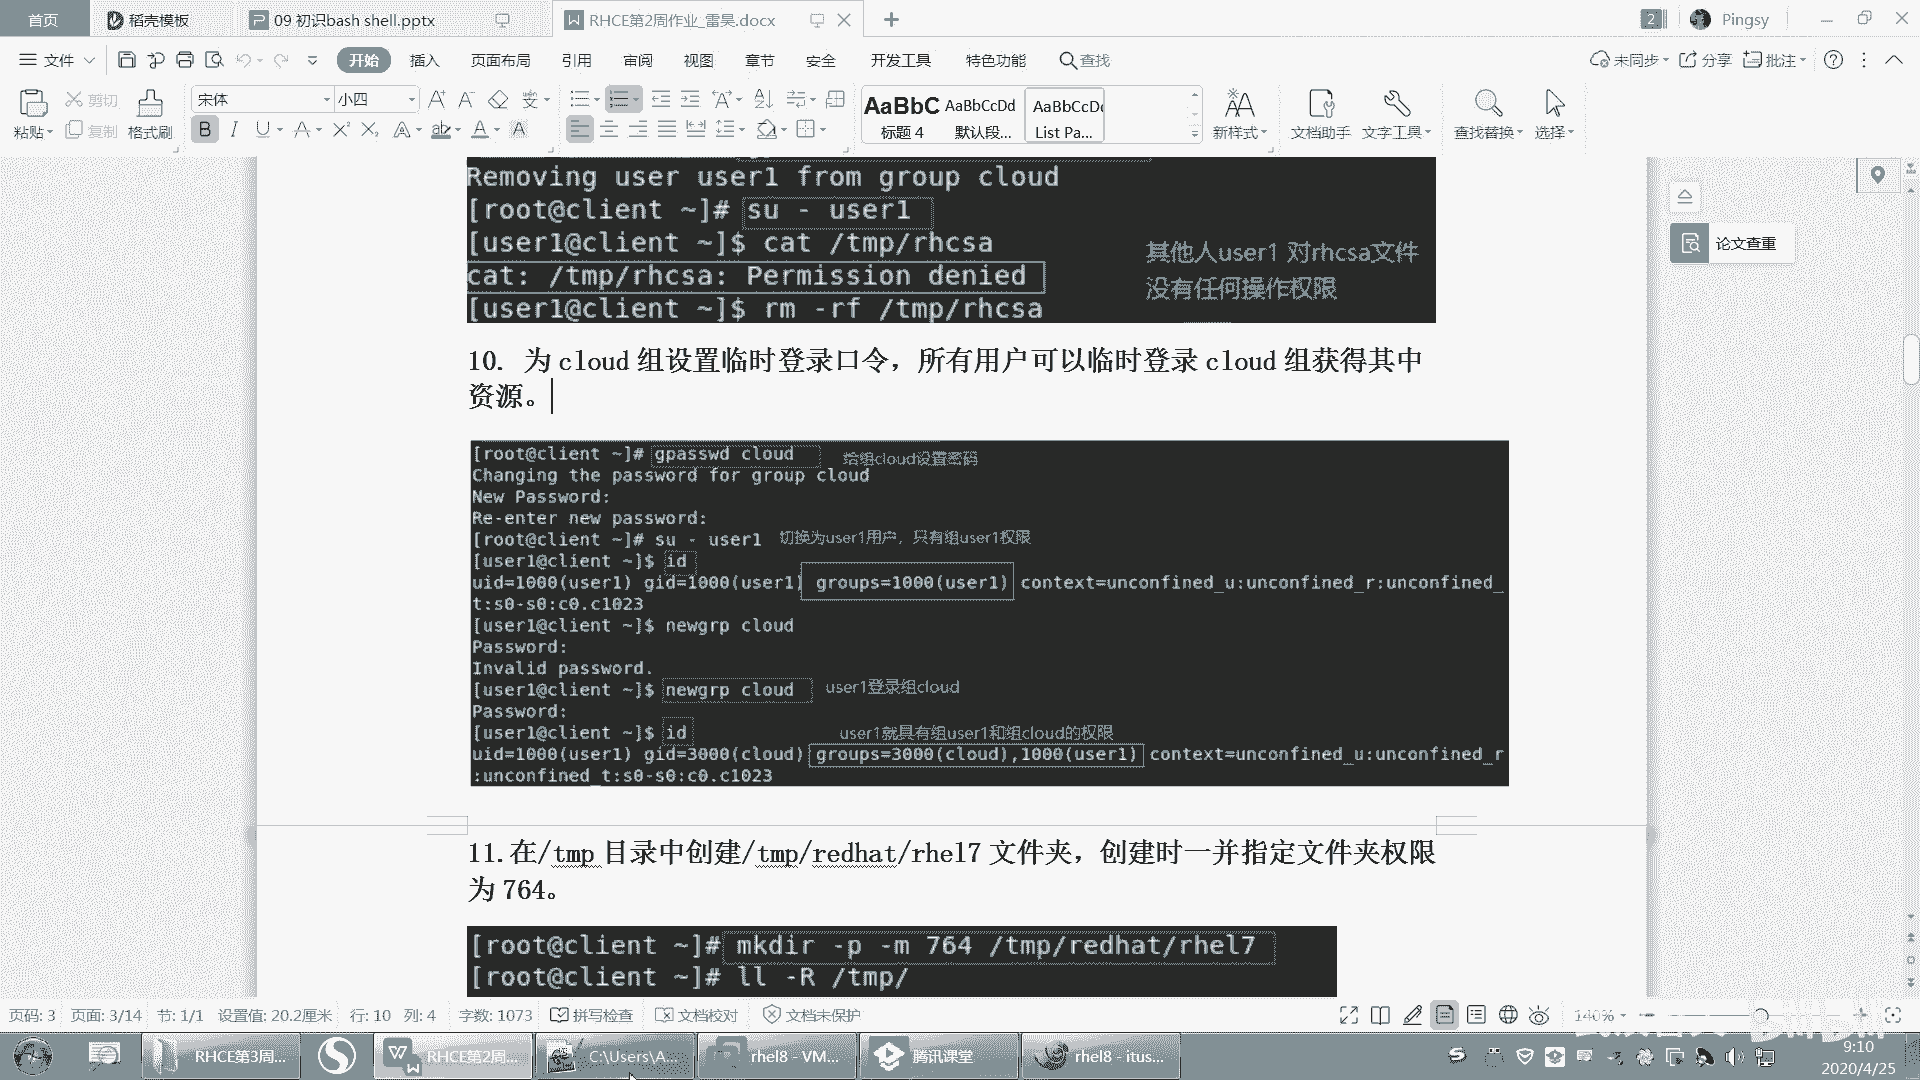 首页
稻壳模板
09 初识bash shell.pptx
RHCE第2周作业_雷昊.docx
2
Pingsy
文件
开始
插入
页面布局
引用
审阅
视图
章节
安全
开发工具
特色功能
查找
未同步
分享
批注
粘贴
剪切
复制
格式刷
宋体
小四
AaBbC
AaBbCcDd
AaBbCcD
标题 4
默认段...
List Pa...
新样式
文档助手
文字工具
查找替换
选择
论文查重
Removing user user1 from group cloud
[root@client ~]# su - user1
[user1@client ~]$ cat /tmp/rhcsa
cat: /tmp/rhcsa: Permission denied
[user1@client ~]$ rm -rf /tmp/rhcsa
其他人user1 对rhcsa文件
没有任何操作权限
10. 为 cloud 组设置临时登录口令，所有用户可以临时登录 cloud 组获得其中
资源。
[root@client ~]# gpasswd cloud 给组cloud设置密码
Changing the password for group cloud
New Password:
Re-enter new password:
[root@client ~]# su - user1 切换为user1用户，只有组user1权限
[user1@client ~]$ id
uid=1000(user1) gid=1000(user1) groups=1000(user1) context=unconfined_u:unconfined_r:unconfined_
t:s0-s0:c0.c1023
[user1@client ~]$ newgrp cloud
Password:
Invalid password.
[user1@client ~]$ newgrp cloud user1登录组cloud
Password:
[user1@client ~]$ id user1就具有组user1和组cloud的权限
uid=1000(user1) gid=3000(cloud) groups=3000(cloud),1000(user1) context=unconfined_u:unconfined_r
:unconfined_t:s0-s0:c0.c1023
11.在/tmp 目录中创建/tmp/redhat/rhel7 文件夹，创建时一并指定文件夹权限
为 764。
[root@client ~]# mkdir -p -m 764 /tmp/redhat/rhel7
[root@client ~]# ll -R /tmp/
页码: 3
页面: 3/14
节: 1/1
设置值: 20.2厘米
行: 10
列: 4
字数: 1073
拼写检查
文档校对
文档未保护
140%
RHCE第3周...
RHCE第2周...
C:\Users\A...
rhel8 - VM...
腾讯课堂
rhel8 - itus...
9:10
2020/4/25